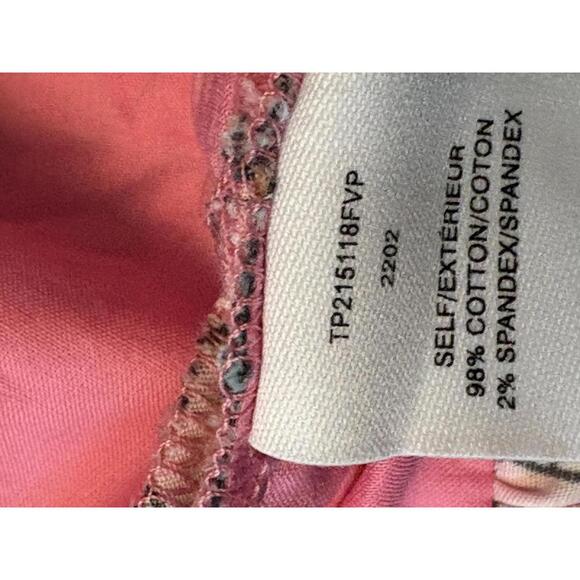 TP215118FVP
2202
SELF/EXTÉRIEUR
98% COTTON/COTON
2% SPANDEX/SPANDEX